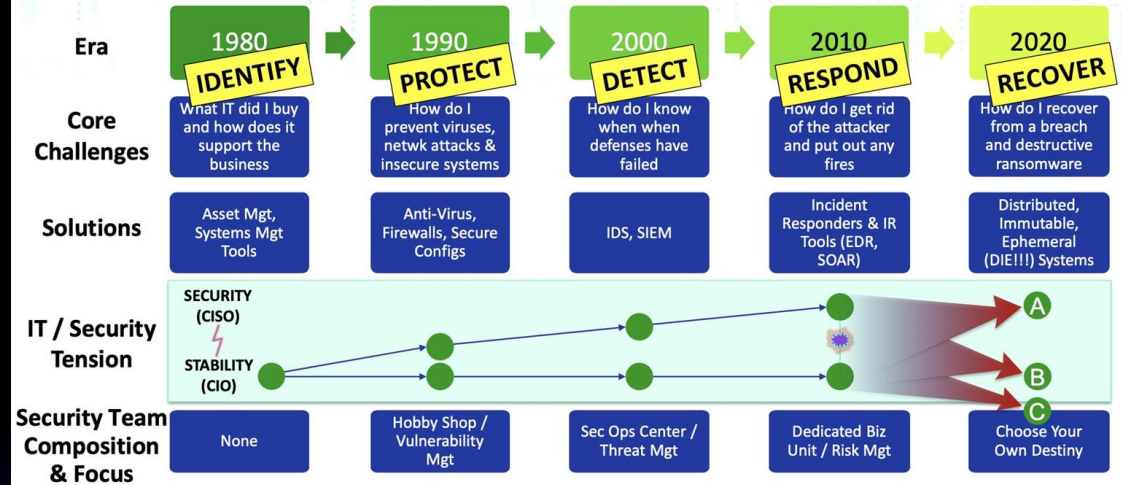 Era
1980
1990
2000
2010
2020
IDENTIFY
PROTECT
DETECT
RESPOND
RECOVER
Core
Challenges
What IT did I buy
and how does it
support the
business
How do I
prevent viruses,
netwk attacks &
insecure systems
How do I know
when when
defenses have
failed
How do I get rid
of the attacker
and put out any
fires
How do I recover
from a breach
and destructive
ransomware
Solutions
Asset Mgt,
Systems Mgt
Tools
Anti-Virus,
Firewalls, Secure
Configs
IDS, SIEM
Incident
Responders & IR
Tools (EDR,
SOAR)
Distributed,
Immutable,
Ephemeral
(DIE!!!) Systems
IT / Security
Tension
SECURITY
(CISO)
STABILITY
(CIO)
A
B
C
Security Team
Composition
& Focus
None
Hobby Shop /
Vulnerability
Mgt
Sec Ops Center /
Threat Mgt
Dedicated Biz
Unit / Risk Mgt
Choose Your
Own Destiny